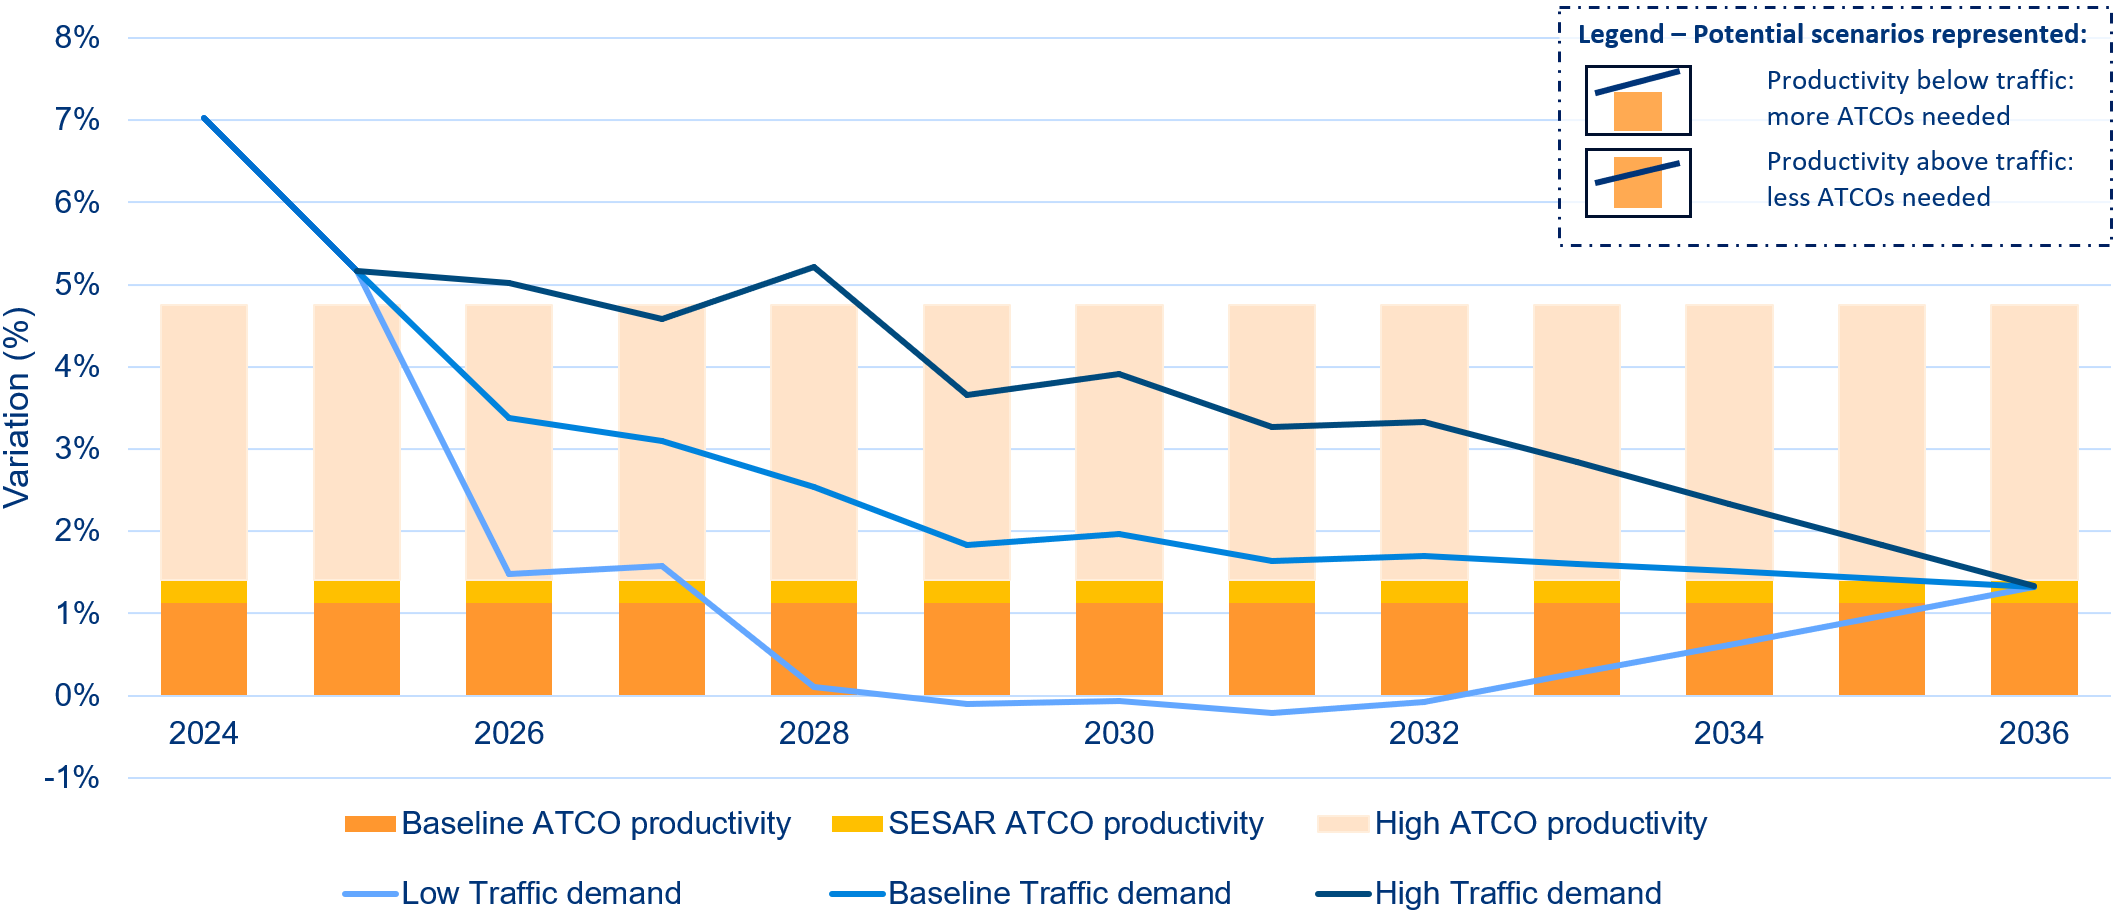 8%
7%
6%
5%
4%
3%
2%
1%
0%
-1%
Variation (%)
Legend – Potential scenarios represented:
Productivity below traffic:
more ATCOs needed
Productivity above traffic:
less ATCOs needed
2024 2026 2028 2030 2032 2034 2036
Baseline ATCO productivity SESAR ATCO productivity High ATCO productivity
Low Traffic demand Baseline Traffic demand High Traffic demand